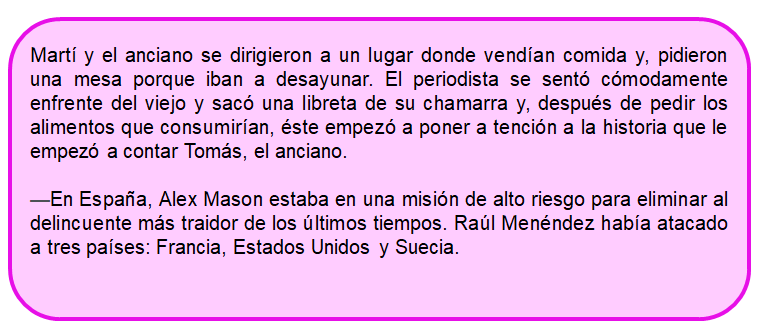 Martí y el anciano se dirigieron a un lugar donde vendían comida y, pidieron
una mesa porque iban a desayunar. El periodista se sentó cómodamente
enfrente del viejo y sacó una libreta de su chamarra y, después de pedir los
alimentos que consumirían, éste empezó a poner a tención a la historia que le
empezó a contar Tomás, el anciano.
—En España, Alex Mason estaba en una misión de alto riesgo para eliminar al
delincuente más traidor de los últimos tiempos. Raúl Menéndez había atacado
a tres países: Francia, Estados Unidos y Suecia.